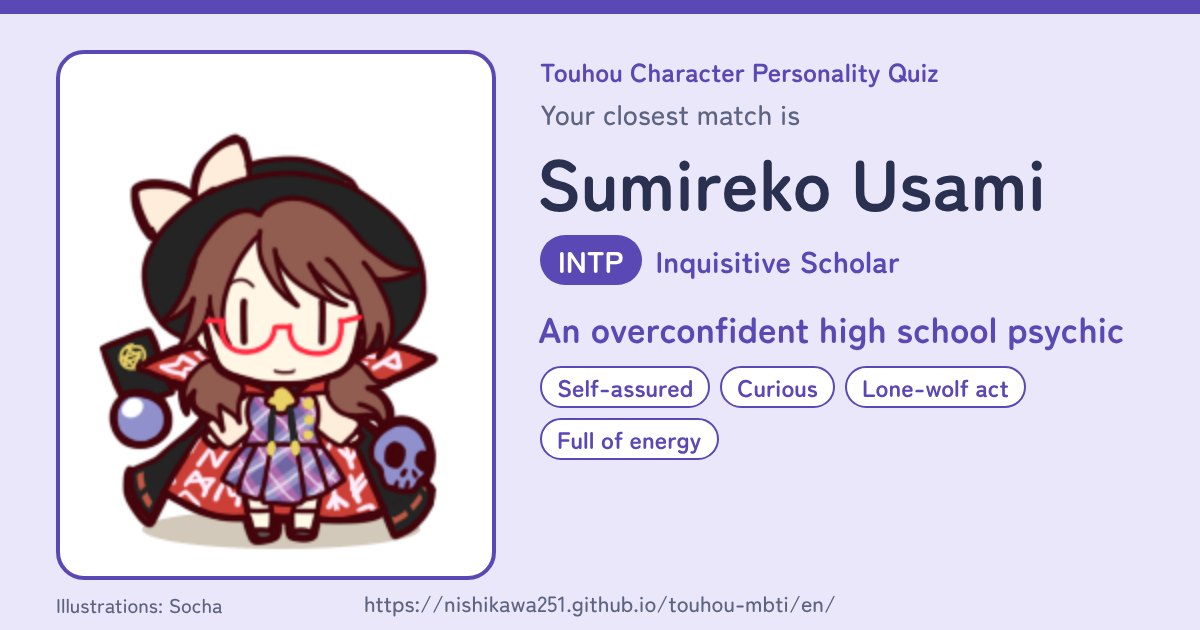 Touhou Character Personality Quiz
Your closest match is
Sumireko Usami
INTP Inquisitive Scholar
An overconfident high school psychic
Self-assured Curious Lone-wolf act
Full of energy
Illustrations: Socha
https://nishikawa251.github.io/touhou-mbti/en/